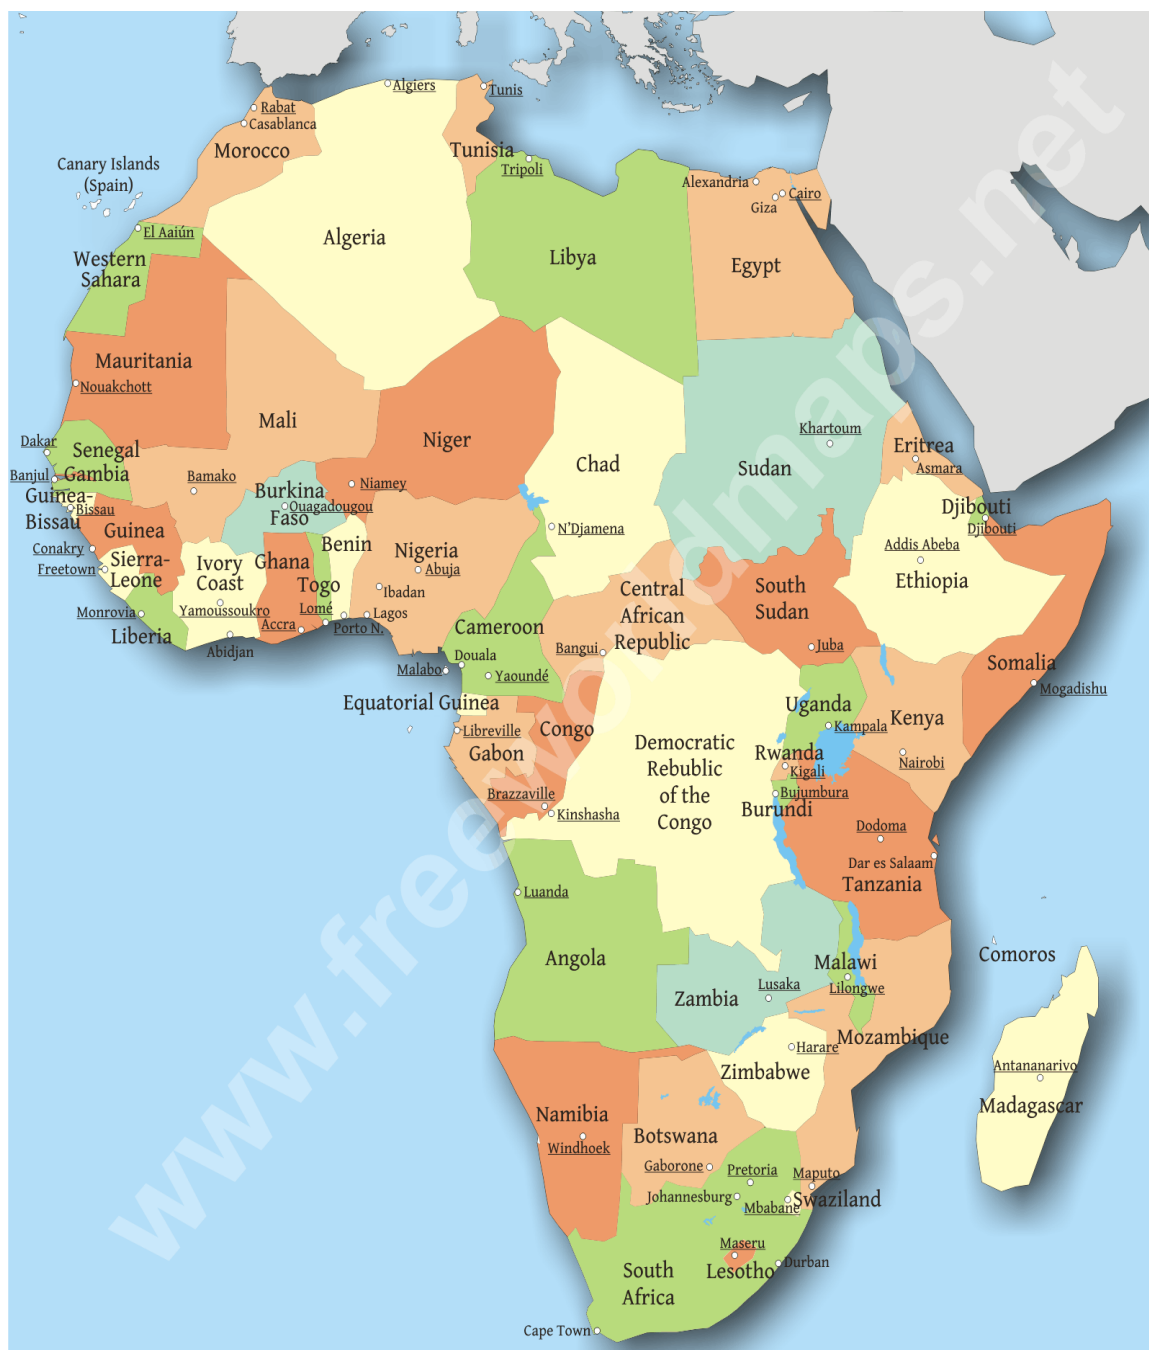 Algiers
Tunis
Rabat
Casablanca
Morocco
Tunisia
Tripoli
Canary Islands
(Spain)
Alexandria
Cairo
Giza
El Aaiún
Algeria
Libya
Egypt
Western
Sahara
Mauritania
Nouakchott
Mali
Niger
Chad
Sudan
Khartoum
Eritrea
Asmara
Dakar
Senegal
Banjul
Gambia
Bamako
Burkina
Faso
Ouagadougou
Niamey
Guinea-
Bissau
Bissau
Guinea
N'Djamena
Djibouti
Djibouti
Conakry
Sierra-
Leone
Freetown
Ivory
Coast
Ghana
Togo
Benin
Nigeria
Abuja
Ibadan
Addis Abeba
Ethiopia
Monrovia
Liberia
Yamoussoukro
Abidjan
Accra
Lomé
Porto N.
Lagos
Cameroon
Central
African
Republic
Bangui
South
Sudan
Juba
Somalia
Mogadishu
Malabo
Douala
Yaoundé
Equatorial Guinea
Libreville
Gabon
Congo
Uganda
Kampala
Kenya
Nairobi
Democratic
Rebublic
of the
Congo
Rwanda
Kigali
Bujumbura
Burundi
Brazzaville
Kinshasha
Dodoma
Dar es Salaam
Tanzania
Luanda
Angola
Zambia
Lusaka
Malawi
Lilongwe
Comoros
Mozambique
Harare
Zimbabwe
Antananarivo
Madagascar
Namibia
Windhoek
Botswana
Gaborone
Pretoria
Johannesburg
Maputo
Mbabane
Swaziland
Maseru
Lesotho
Durban
South
Africa
Cape Town
www.freeworldmaps.net